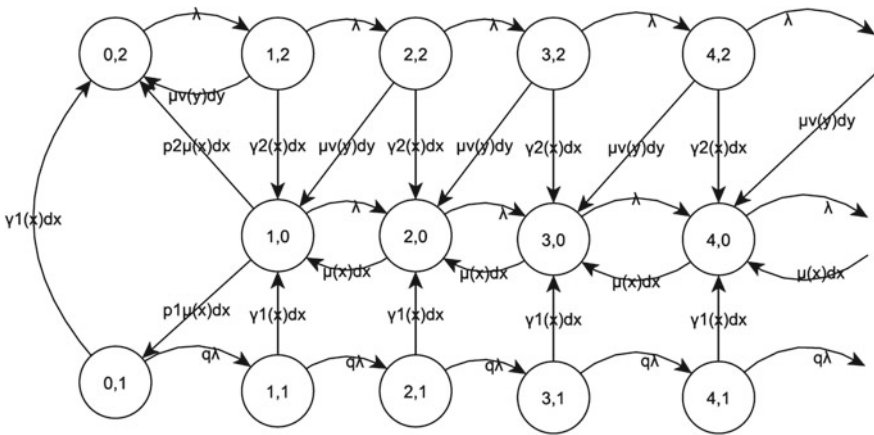 λ λ λ λ λ
0,2 1,2 2,2 3,2 4,2
μv(y)dy
p2μ(x)dx γ2(x)dx μv(y)dy γ2(x)dx μv(y)dy γ2(x)dx μv(y)dy γ2(x)dx μv(y)dy
λ λ λ λ
γ1(x)dx
1,0 2,0 3,0 4,0
μ(x)dx μ(x)dx μ(x)dx μ(x)dx
p1μ(x)dx γ1(x)dx γ1(x)dx γ1(x)dx γ1(x)dx
qλ qλ qλ qλ qλ
0,1 1,1 2,1 3,1 4,1